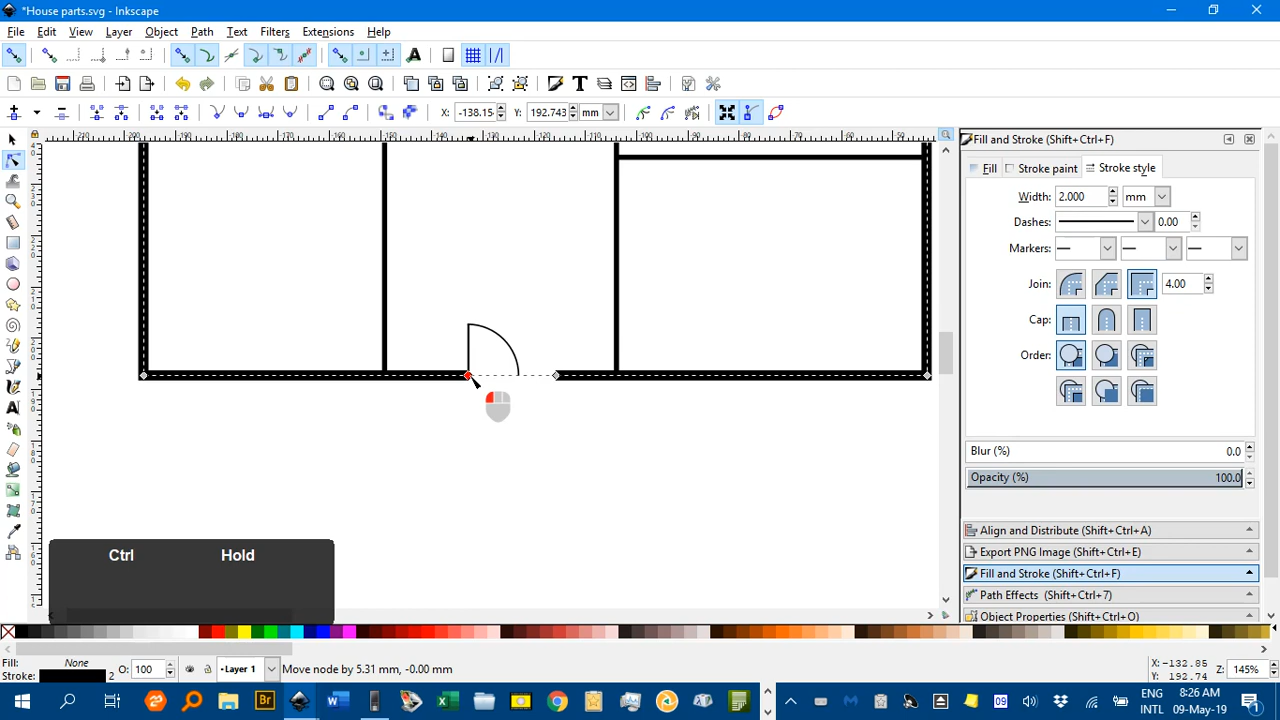 *House parts.svg - Inkscape
File Edit View Layer Object Path Text Filters Extensions Help
X: -138.15 Y: 192.743 mm
Fill and Stroke (Shift+Ctrl+F)
Fill Stroke paint Stroke style
Width: 2.000 mm
Dashes: 0.00
Markers:
Join: 4.00
Cap:
Order:
Blur (%) 0.0
Opacity (%) 100.0
Ctrl Hold
Align and Distribute (Shift+Ctrl+A)
Export PNG Image (Shift+Ctrl+E)
Fill and Stroke (Shift+Ctrl+F)
Path Effects (Shift+Ctrl+7)
Object Properties (Shift+Ctrl+O)
Fill: None
Stroke: 2
O: 100
Layer 1
Move node by 5.31 mm, -0.00 mm
X: -132.85
Y: 192.74
Z: 145%
ENG
INTL
8:26 AM
09-May-19